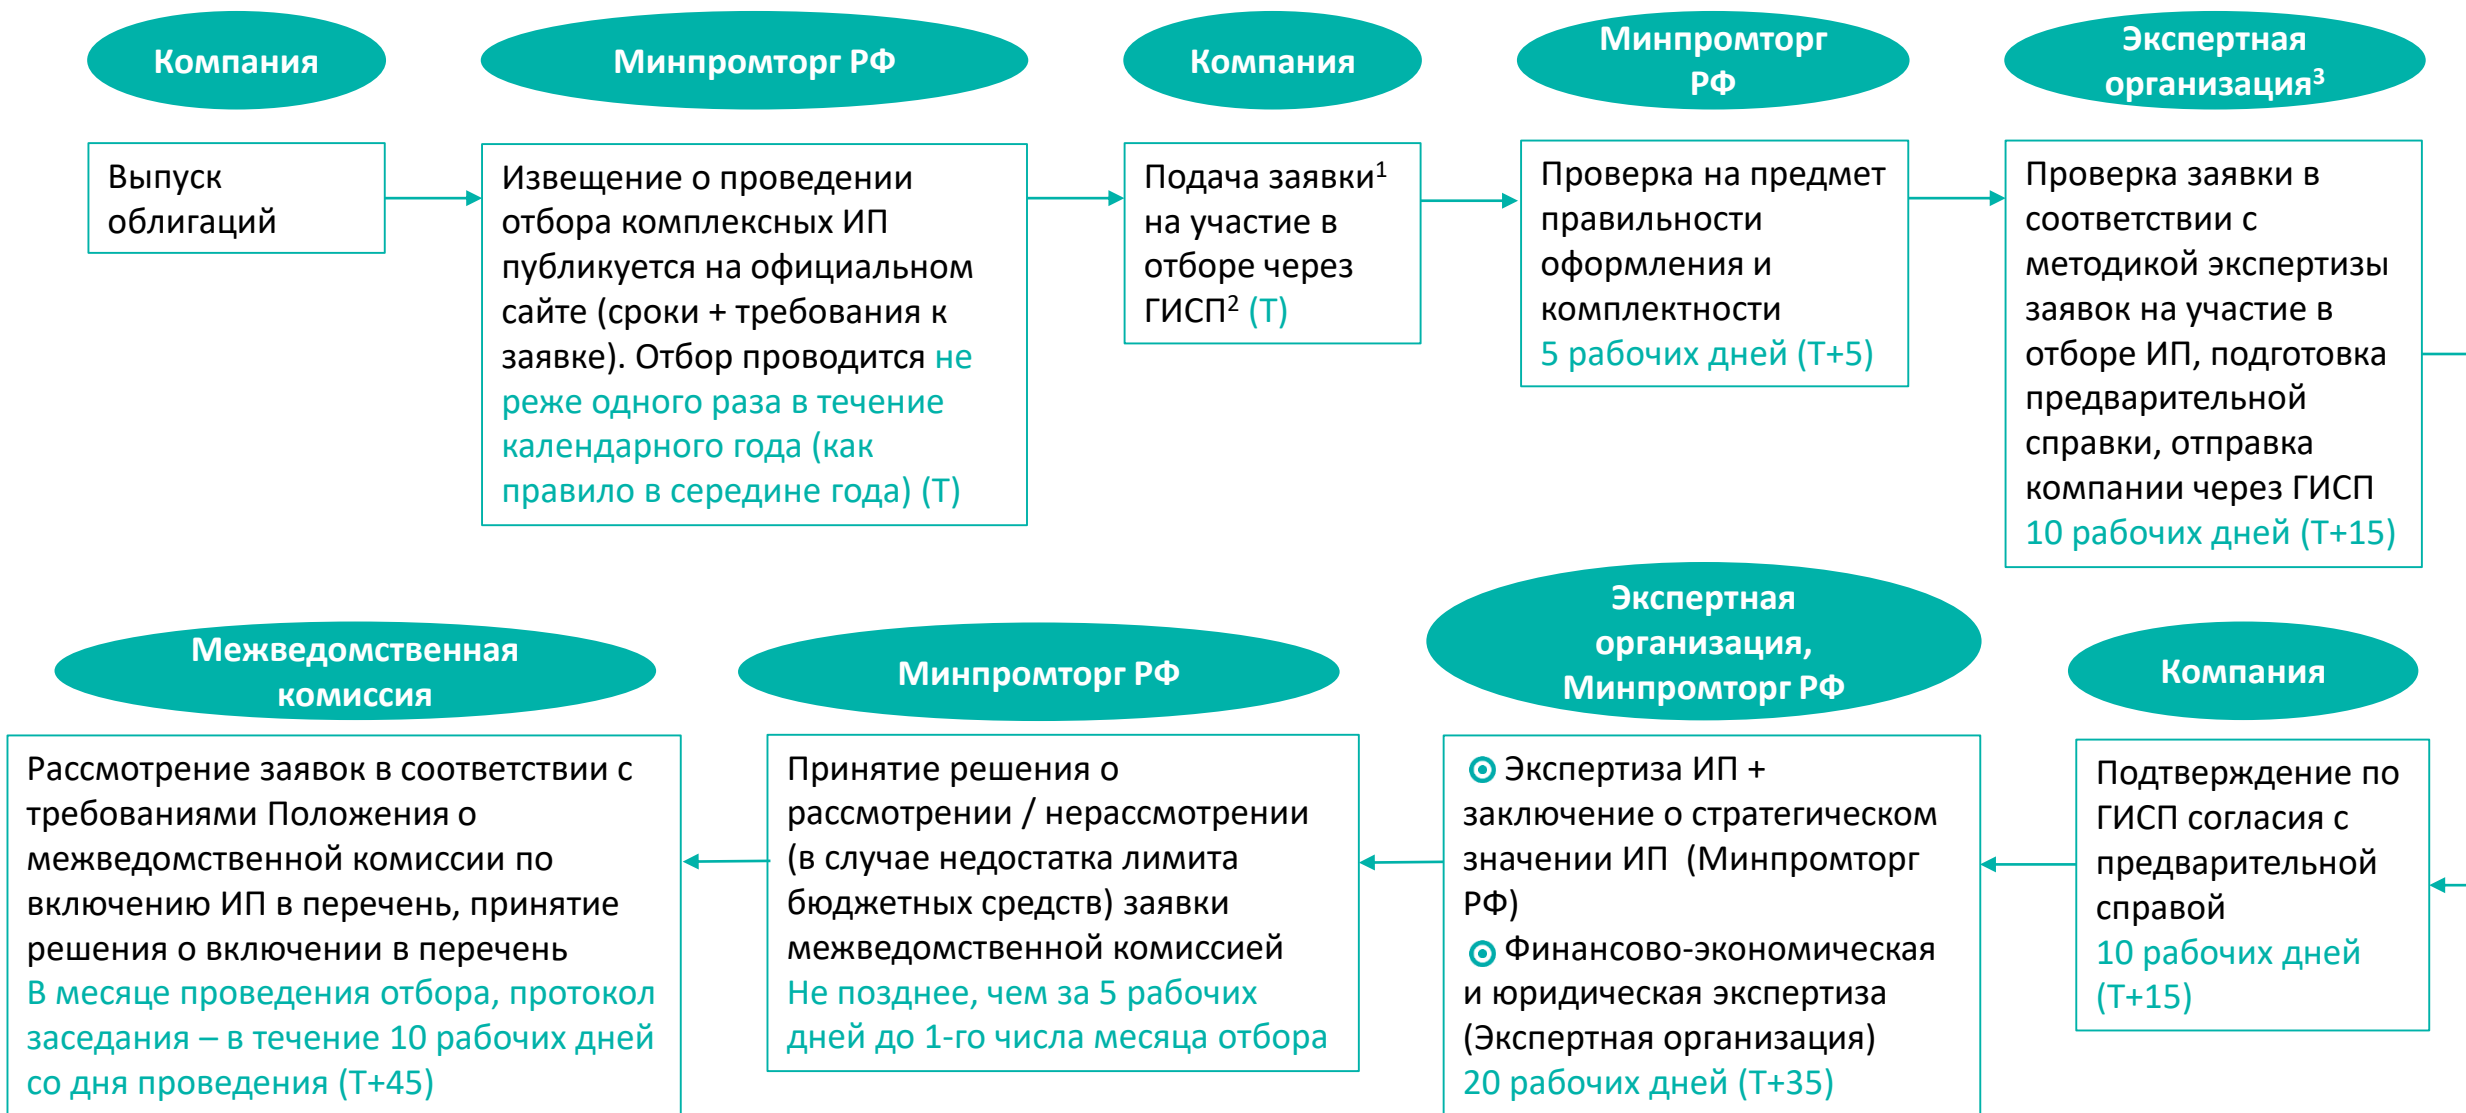 Компания
Выпуск
облигаций
Минпромторг РФ
Извещение о проведении
отбора комплексных ИП
публикуется на официальном
сайте (сроки + требования к
заявке). Отбор проводится не
реже одного раза в течение
календарного года (как
правило в середине года) (Т)
Компания
Подача заявки1
на участие в
отборе через
ГИСП2 (Т)
Минпромторг
РФ
Проверка на предмет
правильности
оформления и
комплектности
5 рабочих дней (Т+5)
Экспертная
организация3
Проверка заявки в
соответствии с
методикой экспертизы
заявок на участие в
отборе ИП, подготовка
предварительной
справки, отправка
компании через ГИСП
10 рабочих дней (Т+15)
Компания
Подтверждение по
ГИСП согласия с
предварительной
справой
10 рабочих дней
(Т+15)
Экспертная
организация,
Минпромторг РФ
Экспертиза ИП +
заключение о стратегическом
значении ИП (Минпромторг
РФ)
Финансово-экономическая
и юридическая экспертиза
(Экспертная организация)
20 рабочих дней (Т+35)
Минпромторг РФ
Принятие решения о
рассмотрении / нерассмотрении
(в случае недостатка лимита
бюджетных средств) заявки
межведомственной комиссией
Не позднее, чем за 5 рабочих
дней до 1-го числа месяца отбора
Межведомственная
комиссия
Рассмотрение заявок в соответствии с
требованиями Положения о
межведомственной комиссии по
включению ИП в перечень, принятие
решения о включении в перечень
В месяце проведения отбора, протокол
заседания – в течение 10 рабочих дней
со дня проведения (Т+45)